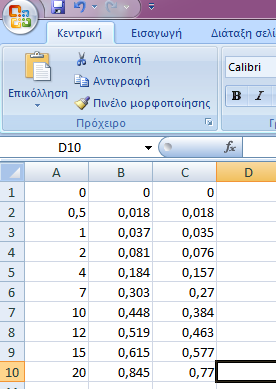 Κεντρική Εισαγωγή Διάταξη σελί
Αποκοπή
Αντιγραφή
Επικόλληση
Πινέλο μορφοποίησης
Πρόχειρο
Calibri
B I
D10
A B C D
1 0 0 0
2 0,5 0,018 0,018
3 1 0,037 0,035
4 2 0,081 0,076
5 4 0,184 0,157
6 7 0,303 0,27
7 10 0,448 0,384
8 12 0,519 0,463
9 15 0,615 0,577
10 20 0,845 0,77